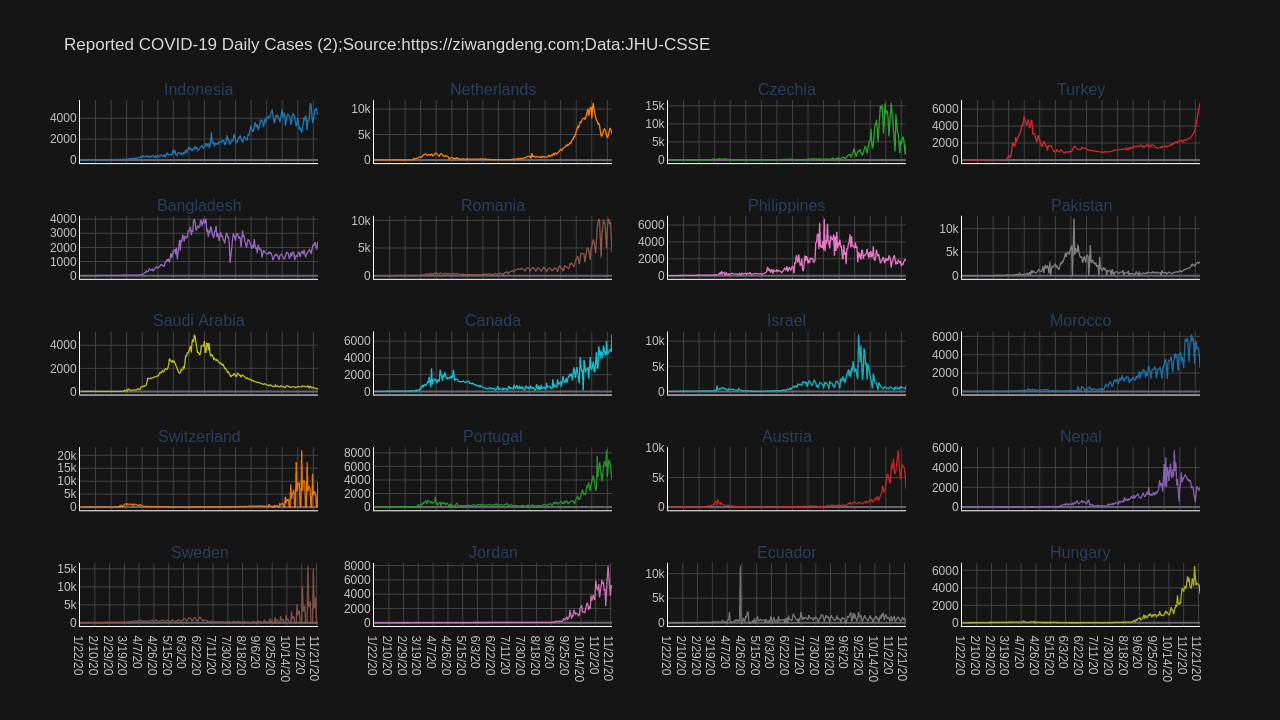 Reported COVID-19 Daily Cases (2);Source:https://ziwangdeng.com;Data:JHU-CSSE
Indonesia
4000
2000
0
Netherlands
10k
5k
0
Czechia
15k
10k
5k
0
Turkey
6000
4000
2000
0
Bangladesh
4000
3000
2000
1000
0
Romania
10k
5k
0
Philippines
6000
4000
2000
0
Pakistan
10k
5k
0
Saudi Arabia
4000
2000
0
Canada
6000
4000
2000
0
Israel
10k
5k
0
Morocco
6000
4000
2000
0
Switzerland
20k
15k
10k
5k
0
Portugal
8000
6000
4000
2000
0
Austria
10k
5k
0
Nepal
6000
4000
2000
0
Sweden
15k
10k
5k
0
1/22/20 2/10/20 2/29/20 3/19/20 4/7/20 4/26/20 5/15/20 6/3/20 6/22/20 7/11/20 7/30/20 8/18/20 9/6/20 9/25/20 10/14/20 11/2/20 11/21/20
Jordan
8000
6000
4000
2000
0
1/22/20 2/10/20 2/29/20 3/19/20 4/7/20 4/26/20 5/15/20 6/3/20 6/22/20 7/11/20 7/30/20 8/18/20 9/6/20 9/25/20 10/14/20 11/2/20 11/21/20
Ecuador
10k
5k
0
1/22/20 2/10/20 2/29/20 3/19/20 4/7/20 4/26/20 5/15/20 6/3/20 6/22/20 7/11/20 7/30/20 8/18/20 9/6/20 9/25/20 10/14/20 11/2/20 11/21/20
Hungary
6000
4000
2000
0
1/22/20 2/10/20 2/29/20 3/19/20 4/7/20 4/26/20 5/15/20 6/3/20 6/22/20 7/11/20 7/30/20 8/18/20 9/6/20 9/25/20 10/14/20 11/2/20 11/21/20